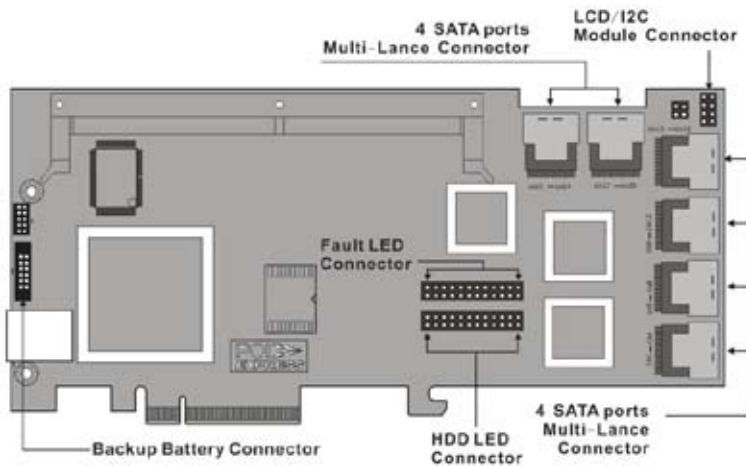 4 SATA ports
Multi-Lance Connector
LCD/I2C
Module Connector
Fault LED
Connector
Backup Battery Connector
HDD LED
Connector
4 SATA ports
Multi-Lance
Connector